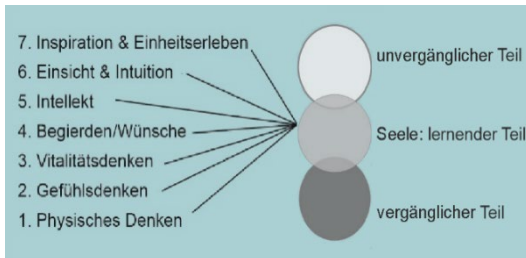 7. Inspiration & Einheitserleben
6. Einsicht & Intuition
5. Intellekt
4. Begierden/Wünsche
3. Vitalitätsdenken
2. Gefühlsdenken
1. Physisches Denken
unvergänglicher Teil
Seele: lernender Teil
vergänglicher Teil